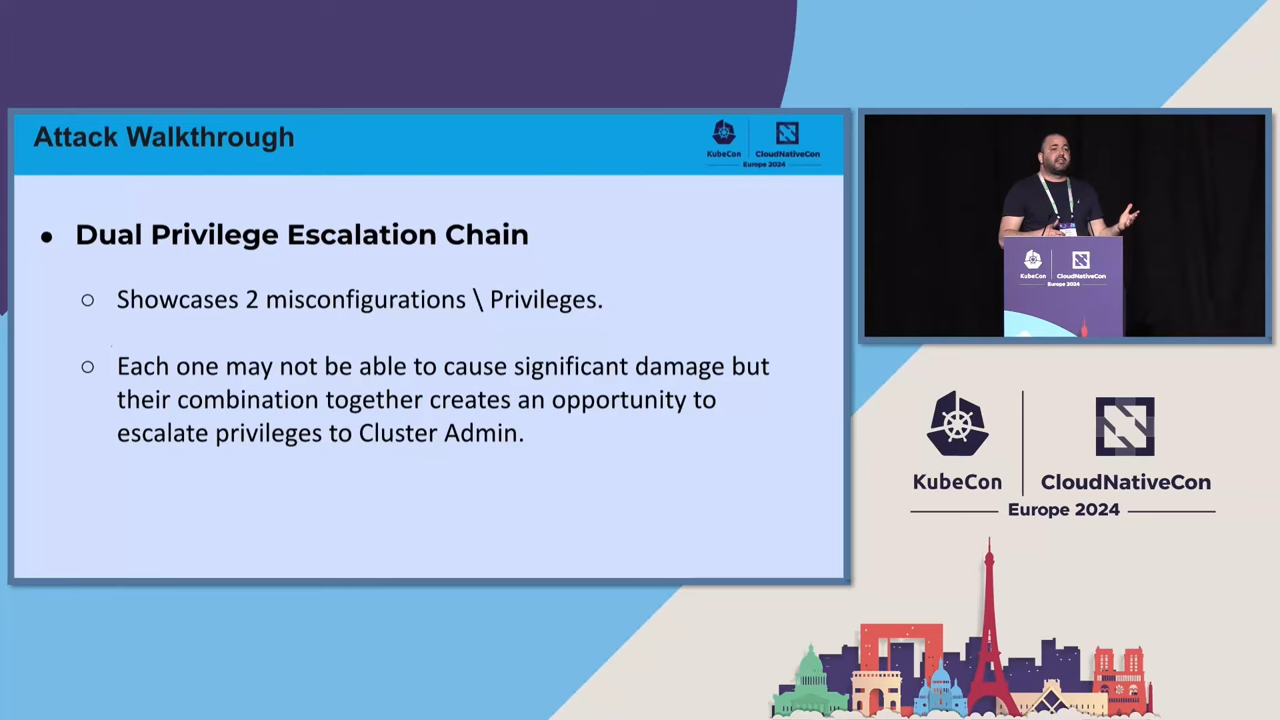 Attack Walkthrough
KubeCon
CloudNativeCon
Europe 2024
● Dual Privilege Escalation Chain
○ Showcases 2 misconfigurations \ Privileges.
○ Each one may not be able to cause significant damage but
their combination together creates an opportunity to
escalate privileges to Cluster Admin.
KubeCon
CloudNativeCon
Europe 2024
KubeCon
CloudNativeCon
Europe 2024